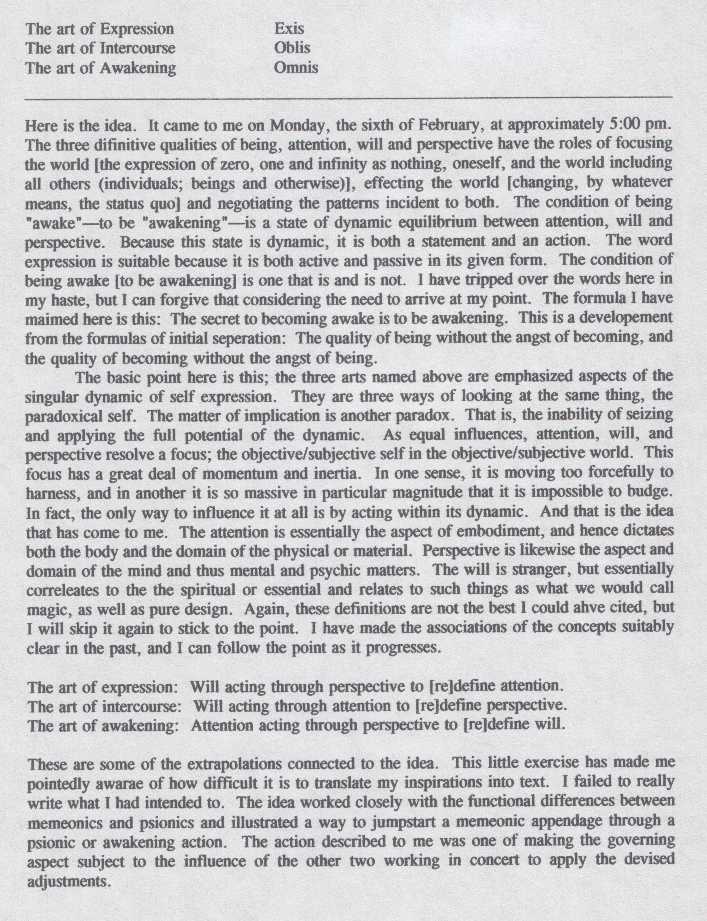 The art of Expression Exis
The art of Intercourse Oblis
The art of Awakening Omnis
Here is the idea. It came to me on Monday, the sixth of February, at approximately 5:00 pm.
The three difinitive qualities of being, attention, will and perspective have the roles of focusing
the world [the expression of zero, one and infinity as nothing, oneself, and the world including
all others (individuals; beings and otherwise)], effecting the world [changing, by whatever
means, the status quo] and negotiating the patterns incident to both. The condition of being
"awake"—to be "awakening"—is a state of dynamic equilibrium between attention, will and
perspective. Because this state is dynamic, it is both a statement and an action. The word
expression is suitable because it is both active and passive in its given form. The condition of
being awake [to be awakening] is one that is and is not. I have tripped over the words here in
my haste, but I can forgive that considering the need to arrive at my point. The formula I have
maimed here is this: The secret to becoming awake is to be awakening. This is a developement
from the formulas of initial seperation: The quality of being without the angst of becoming, and
the quality of becoming without the angst of being.
The basic point here is this; the three arts named above are emphasized aspects of the
singular dynamic of self expression. They are three ways of looking at the same thing, the
paradoxical self. The matter of implication is another paradox. That is, the inability of seizing
and applying the full potential of the dynamic. As equal influences, attention, will, and
perspective resolve a focus; the objective/subjective self in the objective/subjective world. This
focus has a great deal of momentum and inertia. In one sense, it is moving too forcefully to
harness, and in another it is so massive in particular magnitude that it is impossible to budge.
In fact, the only way to influence it at all is by acting within its dynamic. And that is the idea
that has come to me. The attention is essentially the aspect of embodiment, and hence dictates
both the body and the domain of the physical or material. Perspective is likewise the aspect and
domain of the mind and thus mental and psychic matters. The will is stranger, but essentially
correleates to the the spiritual or essential and relates to such things as what we would call
magic, as well as pure design. Again, these definitions are not the best I could ahve cited, but
I will skip it again to stick to the point. I have made the associations of the concepts suitably
clear in the past, and I can follow the point as it progresses.
The art of expression: Will acting through perspective to [re]define attention.
The art of intercourse: Will acting through attention to [re]define perspective.
The art of awakening: Attention acting through perspective to [re]define will.
These are some of the extrapolations connected to the idea. This little exercise has made me
pointedly awarae of how difficult it is to translate my inspirations into text. I failed to really
write what I had intended to. The idea worked closely with the functional differences between
memeonics and psionics and illustrated a way to jumpstart a memeonic appendage through a
psionic or awakening action. The action described to me was one of making the governing
aspect subject to the influence of the other two working in concert to apply the devised
adjustments.